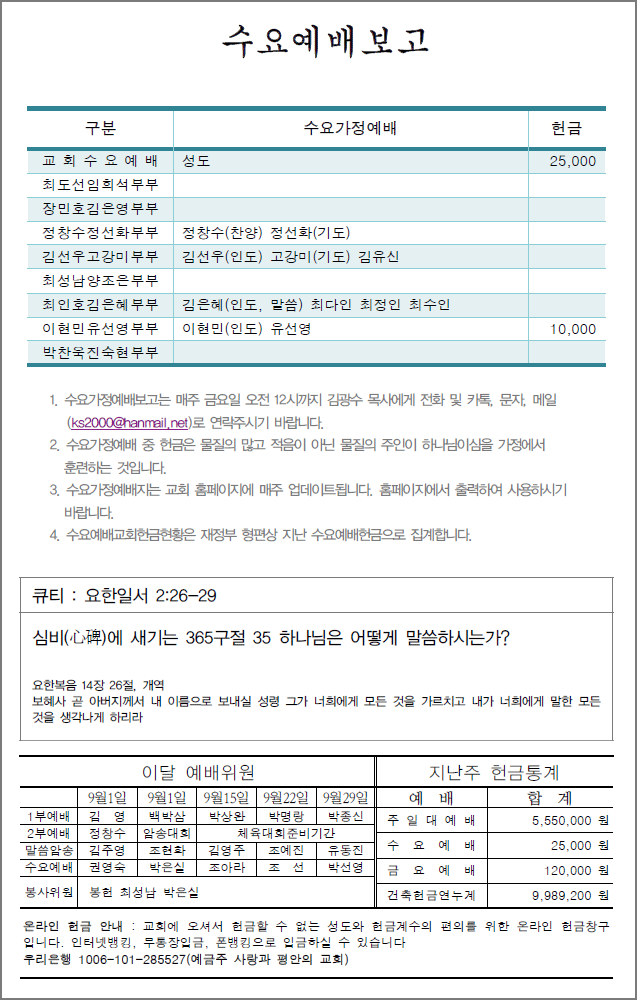 수요예배보고
구분 수요가정예배 헌금
교 회 수 요 예 배 성도 25,000
최도선임희석부부
장민호김은영부부
정창수정선화부부 정창수(찬양) 정선화(기도)
김선우고강미부부 김선우(인도) 고강미(기도) 김유신
최성남양조은부부
최인호김은혜부부 김은혜(인도, 말씀) 최다인 최정인 최수인
이현민유선영부부 이현민(인도) 유선영 10,000
박찬욱진숙현부부
1. 수요가정예배보고는 매주 금요일 오전 12시까지 김광수 목사에게 전화 및 카톡, 문자, 메일
(ks2000@hanmail,net)로 연락주시기 바랍니다.
2. 수요가정예배 중 헌금은 물질의 많고 적음이 아닌 물질의 주인이 하나님이심을 가정에서
훈련하는 것입니다.
3. 수요가정예배지는 교회 홈페이지에 매주 업데이트됩니다. 홈페이지에서 출력하여 사용하시기
바랍니다.
4. 수요예배교회헌금현황은 재정부 형편상 지난 수요예배헌금으로 집계합니다.
큐티 : 요한일서 2:26-29
심비(心碑)에 새기는 365구절 35 하나님은 어떻게 말씀하시는가?
요한복음 14장 26절, 개역
보혜사 곧 아버지께서 내 이름으로 보내실 성령 그가 너희에게 모든 것을 가르치고 내가 너희에게 말한 모든
것을 생각나게 하리라
이달 예배위원 지난주 헌금통계
9월1일 9월1일 9월15일 9월22일 9월29일 예 배 합 계
1부예배 김 영 백박삼 박상완 박명랑 박종신
주 일 대 예 배 5,550,000 원
2부예배 정창수 암송대회 체육대회준비기간
말씀암송 김주영 조현화 김영주 조예진 유동진
수 요 예 배 25,000 원
수요예배 권영숙 박은실 조아라 조 선 박선영
금 요 예 배 120,000 원
봉사위원 봉헌 최성남 박은실
건축헌금연누계 9,989,200 원
온라인 헌금 안내 : 교회에 오셔서 헌금할 수 없는 성도와 헌금계수의 편의를 위한 온라인 헌금창구
입니다. 인터넷뱅킹, 무통장입금, 폰뱅킹으로 입금하실 수 있습니다
우리은행 1006-101-285527(예금주 사랑과 평안의 교회)